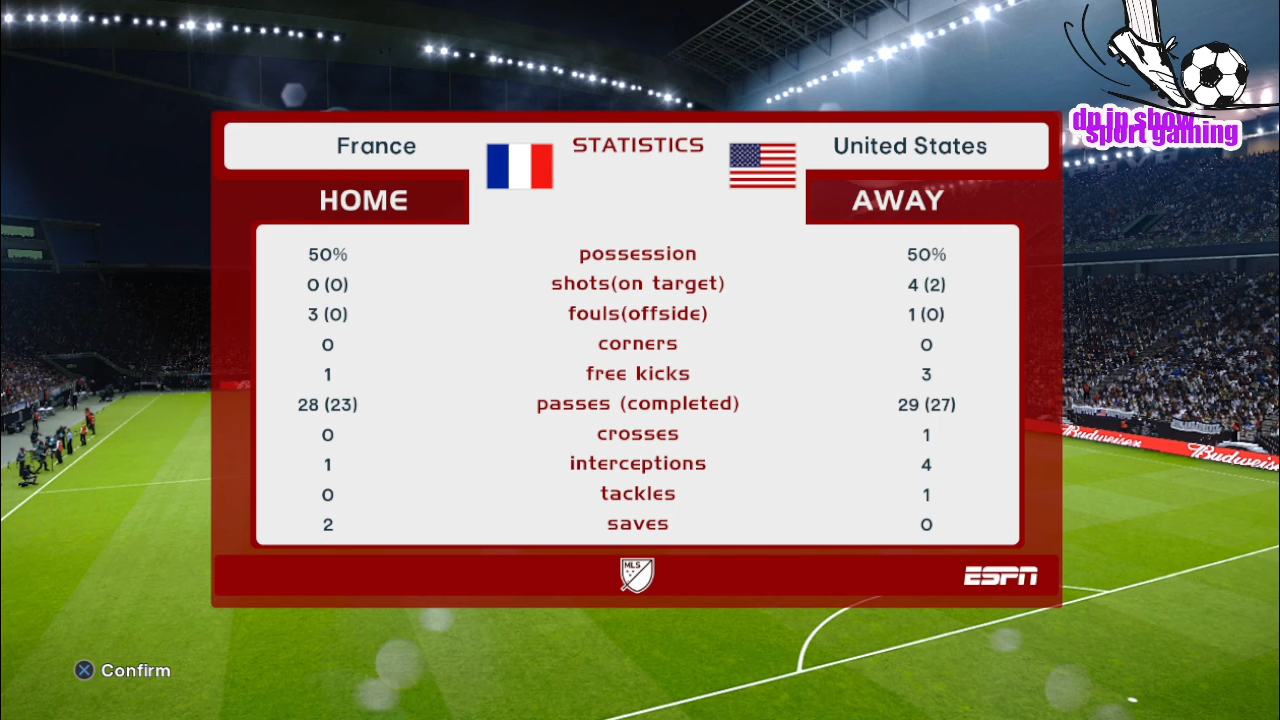 dp jp show
sport gaming
France STATISTICS United States
HOME AWAY
50% possession 50%
0 (0) shots(on target) 4 (2)
3 (0) fouls(offside) 1 (0)
0 corners 0
1 free kicks 3
28 (23) passes (completed) 29 (27)
0 crosses 1
1 interceptions 4
0 tackles 1
2 saves 0
MLS
ESPN
Budweiser
Budweiser
Confirm